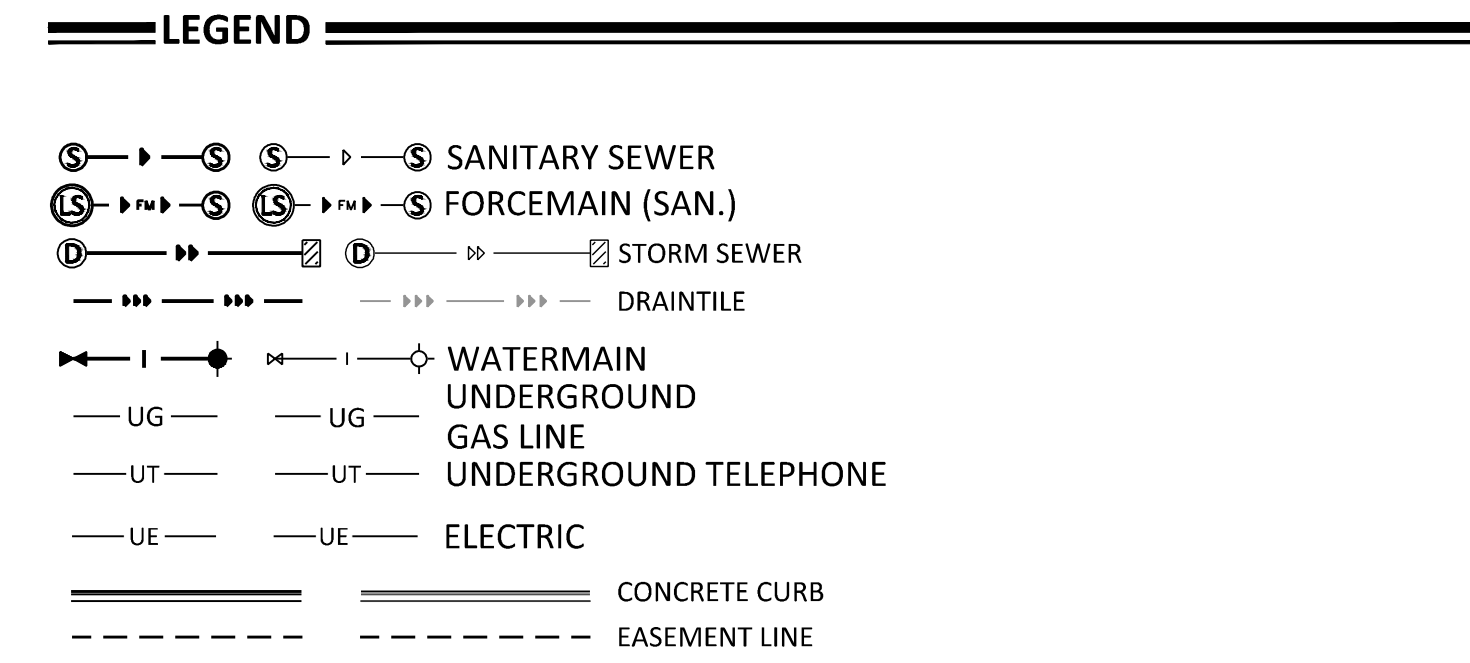 LEGEND
S S S S SANITARY SEWER
LS FM S LS FM S FORCEMAIN (SAN.)
D D STORM SEWER
DRAINTILE
I I WATERMAIN
UG UG UNDERGROUND
GAS LINE
UT UT UNDERGROUND TELEPHONE
UE UE ELECTRIC
CONCRETE CURB
EASEMENT LINE